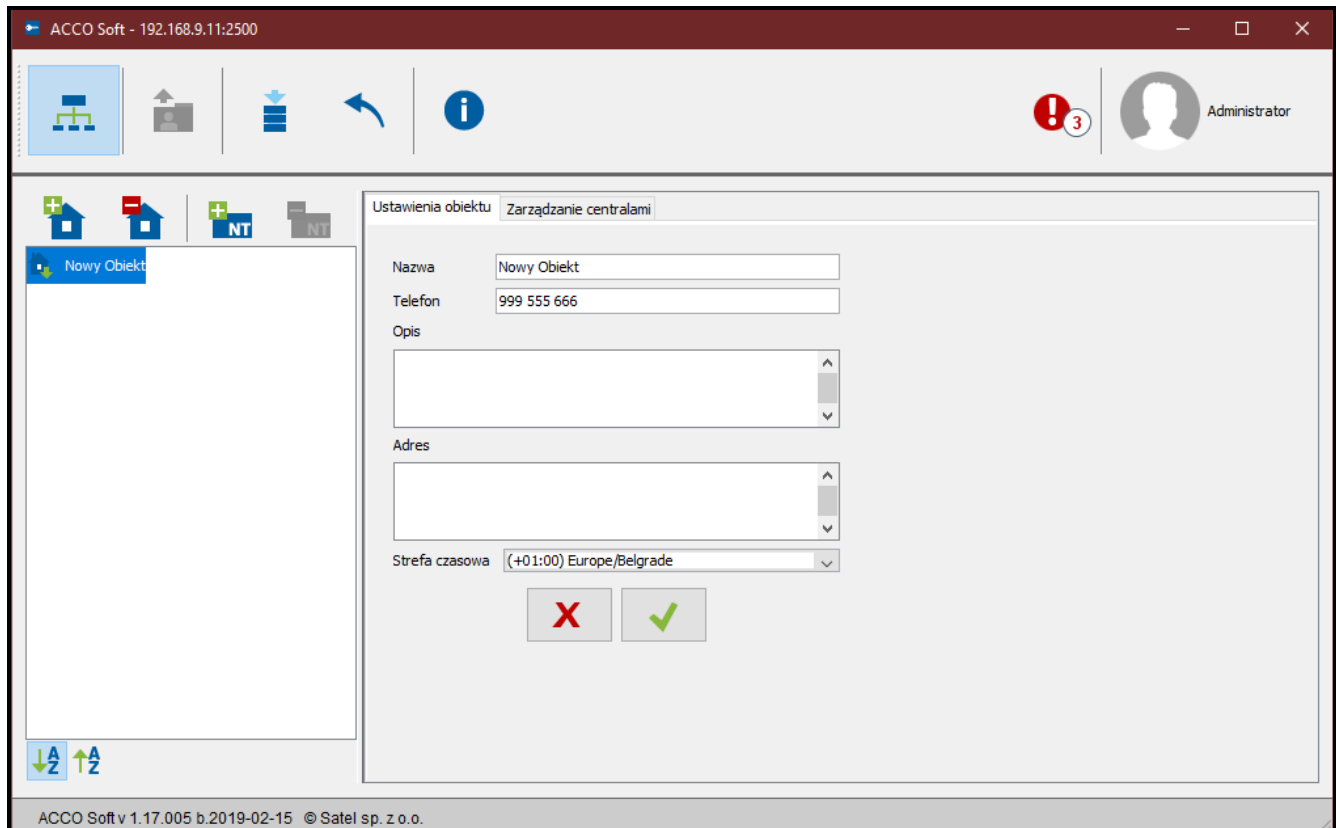 ACCO Soft - 192.168.9.11:2500
3
Administrator
NT
NT
Ustawienia obiektu
Zarządzanie centralami
Nowy Obiekt
Nazwa
Nowy Obiekt
Telefon
999 555 666
Opis
Adres
Strefa czasowa
(+01:00) Europe/Belgrade
A
Z
A
Z
ACCO Soft v 1.17.005 b.2019-02-15 © Satel sp. z o.o.